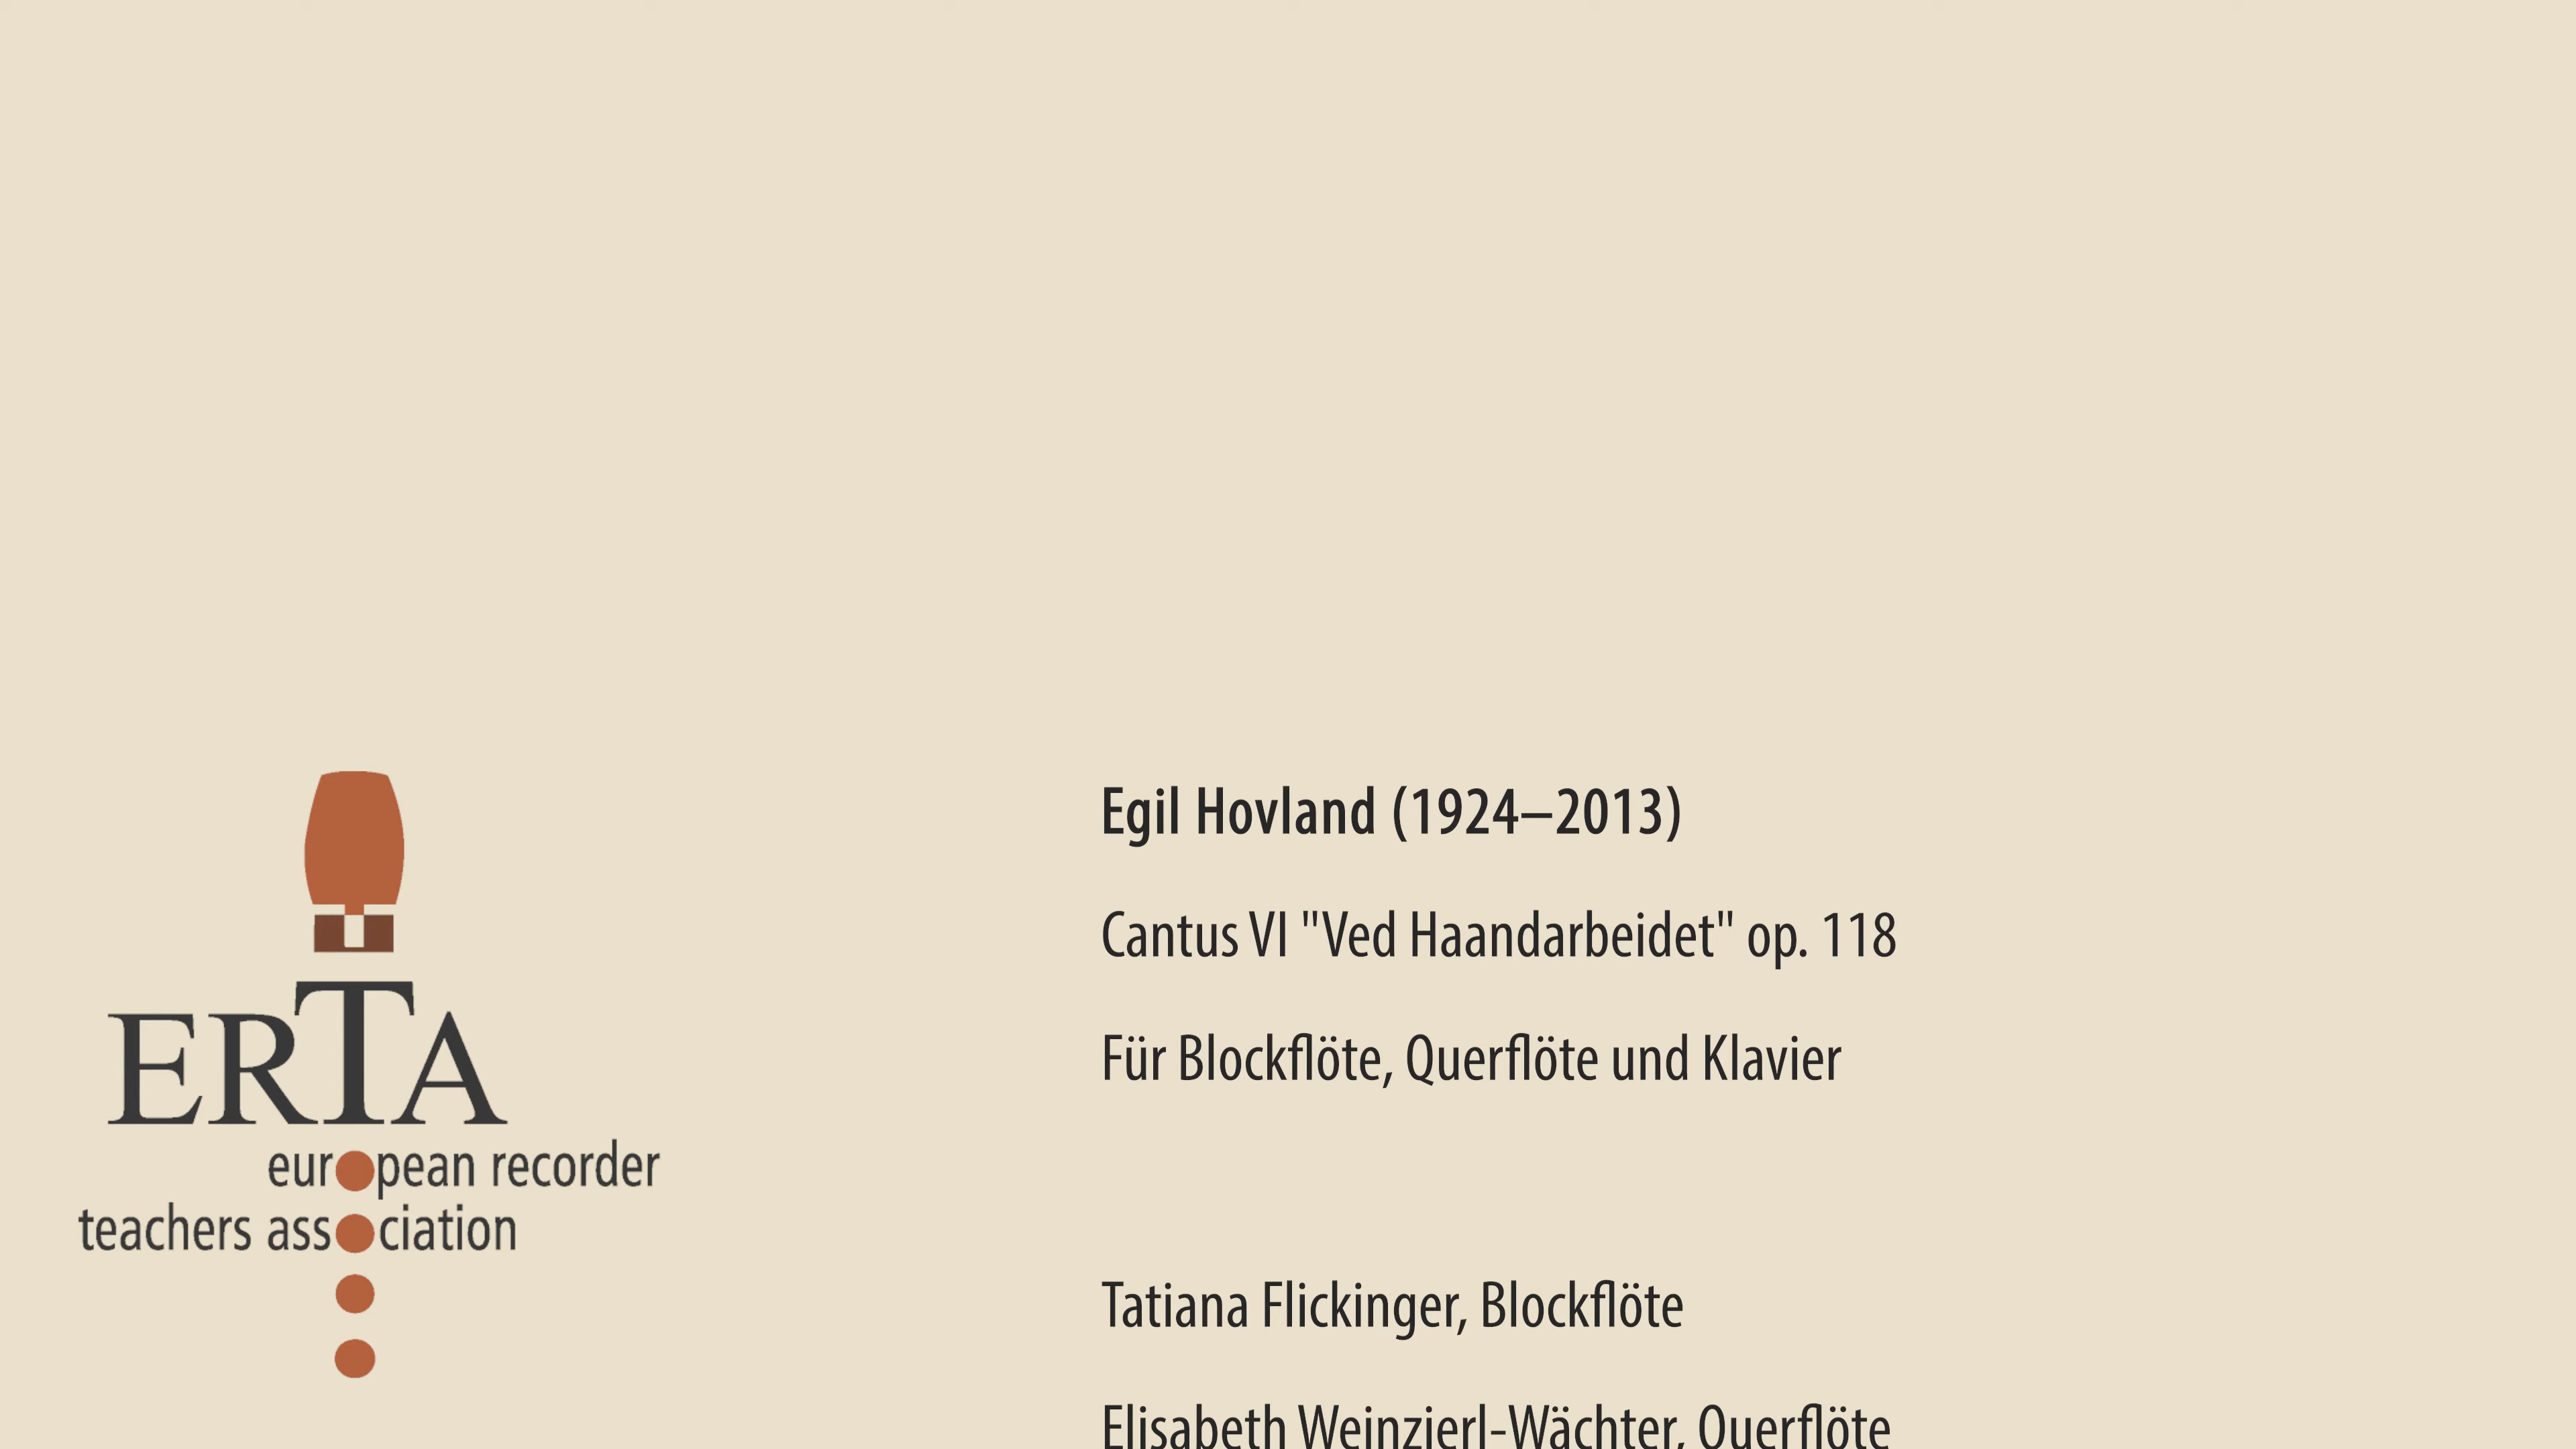 ERTA
european recorder
teachers association
Egil Hovland (1924–2013)
Cantus VI "Ved Haandarbeidet" op. 118
Für Blockflöte, Querflöte und Klavier
Tatiana Flickinger, Blockflöte
Elisabeth Weinzierl-Wächter, Querflöte